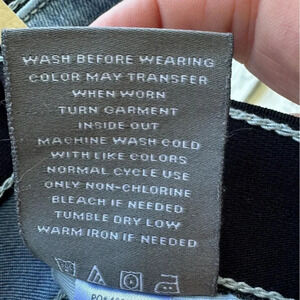 WASH BEFORE WEARING
COLOR MAY TRANSFER
WHEN WORN
TURN GARMENT
INSIDE OUT
MACHINE WASH COLD
WITH LIKE COLORS
NORMAL CYCLE USE
ONLY NON-CHLORINE
BLEACH IF NEEDED
TUMBLE DRY LOW
WARM IRON IF NEEDED